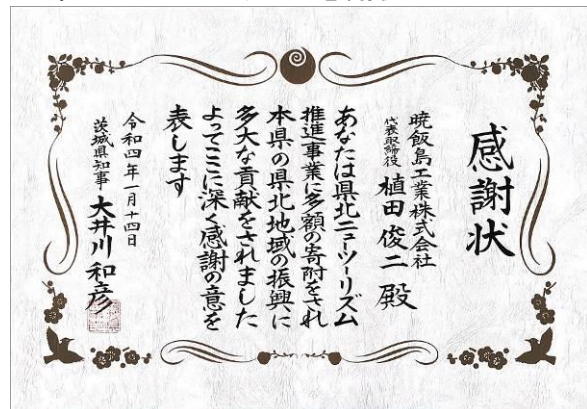 感謝状
暁飯島工業株式会社
代表取締役 植田俊二 殿
あなたは県北ニューツーリズム
推進事業に多額の寄附をされ
本県の県北地域の振興に
多大な貢献をされました
よってここに深く感謝の意を
表します
令和四年一月十四日
茨城県知事 大井川和彦